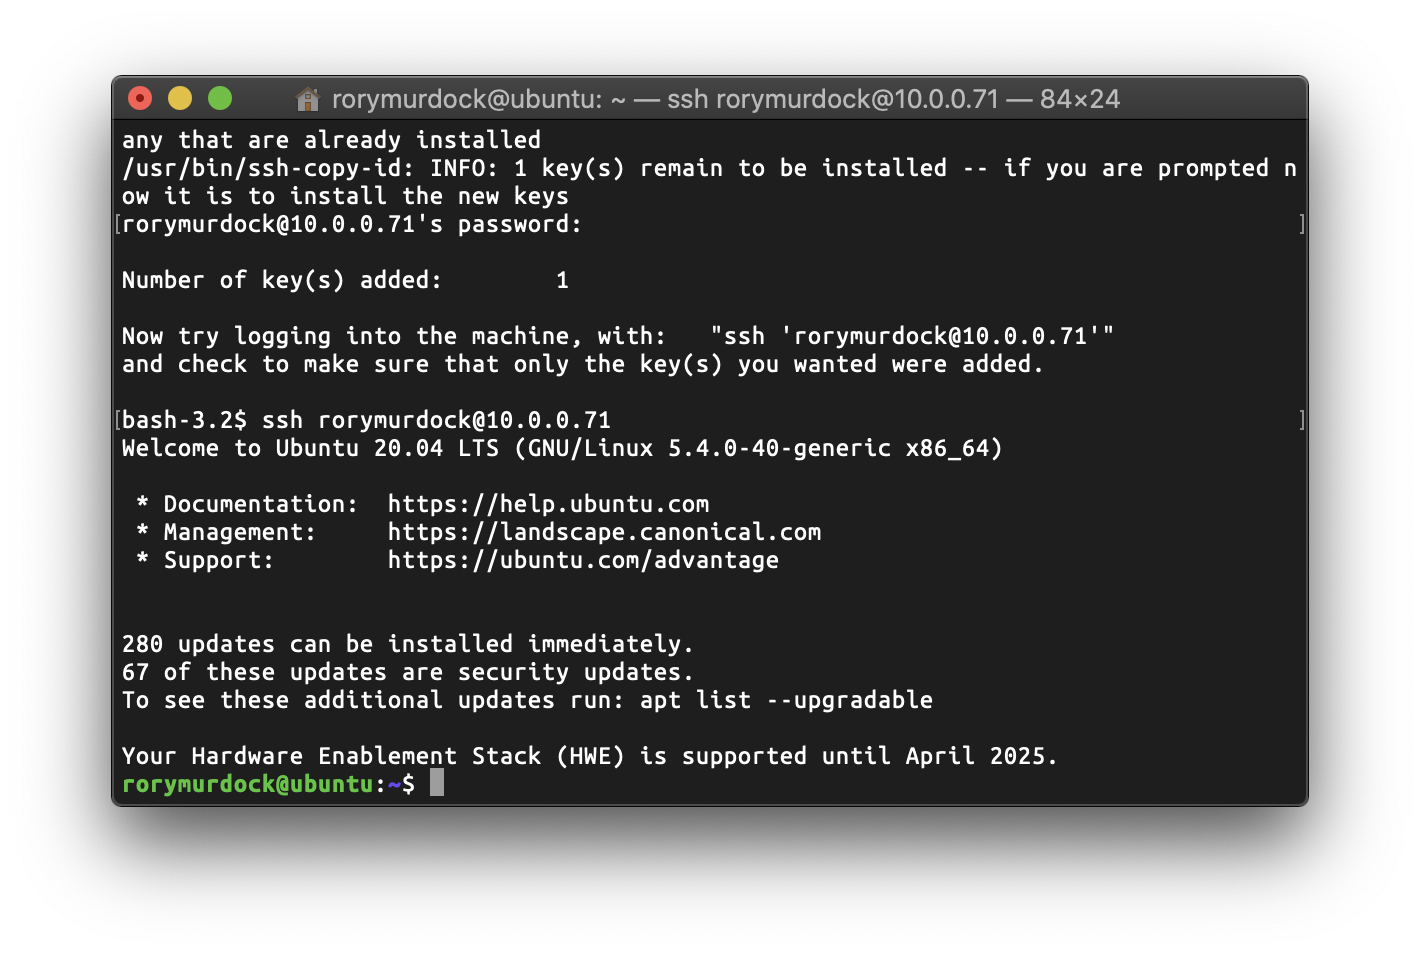 rorymurdock@ubuntu: ~ — ssh rorymurdock@10.0.0.71 — 84×24
any that are already installed
/usr/bin/ssh-copy-id: INFO: 1 key(s) remain to be installed -- if you are prompted n
ow it is to install the new keys
[rorymurdock@10.0.0.71's password: ]
Number of key(s) added:        1
Now try logging into the machine, with:   "ssh 'rorymurdock@10.0.0.71'"
and check to make sure that only the key(s) you wanted were added.
[bash-3.2$ ssh rorymurdock@10.0.0.71 ]
Welcome to Ubuntu 20.04 LTS (GNU/Linux 5.4.0-40-generic x86_64)
 * Documentation:  https://help.ubuntu.com
 * Management:     https://landscape.canonical.com
 * Support:        https://ubuntu.com/advantage
280 updates can be installed immediately.
67 of these updates are security updates.
To see these additional updates run: apt list --upgradable
Your Hardware Enablement Stack (HWE) is supported until April 2025.
rorymurdock@ubuntu:~$